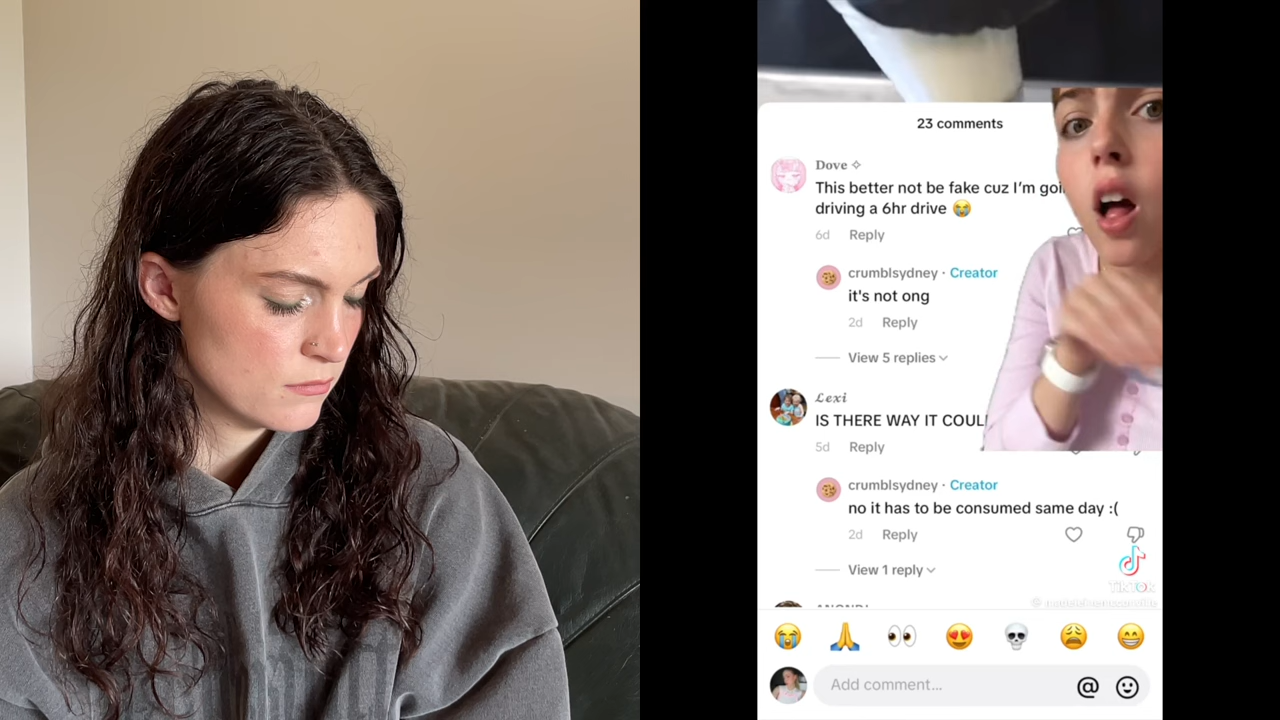 23 comments
Dove ✧
This better not be fake cuz I'm goi
driving a 6hr drive 😭
6d Reply
crumblsydney · Creator
it's not ong
2d Reply
View 5 replies
Lexi
IS THERE WAY IT COUL
5d Reply
crumblsydney · Creator
no it has to be consumed same day :(
2d Reply
View 1 reply
TikTok
Add comment...
@